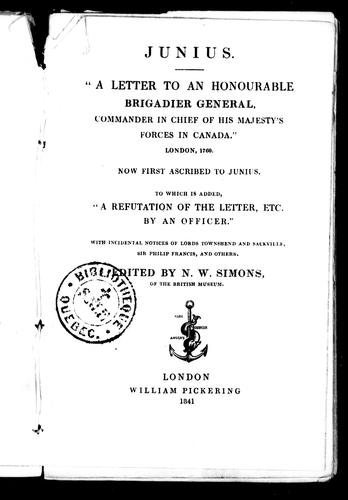 JUNIUS.
"A LETTER TO AN HONOURABLE
BRIGADIER GENERAL,
COMMANDER IN CHIEF OF HIS MAJESTY'S
FORCES IN CANADA."
LONDON, 1760.
NOW FIRST ASCRIBED TO JUNIUS.
TO WHICH IS ADDED,
"A REFUTATION OF THE LETTER, ETC.
BY AN OFFICER."
WITH INCIDENTAL NOTICES OF LORDS TOWNSHEND AND SACKVILLE,
SIR PHILIP FRANCIS, AND OTHERS.
EDITED BY N. W. SIMONS,
OF THE BRITISH MUSEUM.
BIBLIOTHEQUE
QUEBEC.
ALDI
DISCIP
ANGLVS
LONDON
WILLIAM PICKERING
1841